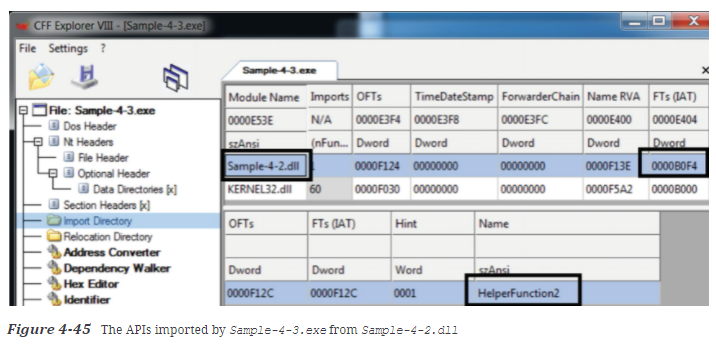 CFF Explorer VIII - [Sample-4-3.exe]
File Settings ?
Sample-4-3.exe
File: Sample-4-3.exe
Dos Header
Nt Headers
File Header
Optional Header
Data Directories [x]
Section Headers [x]
Import Directory
Relocation Directory
Address Converter
Dependency Walker
Hex Editor
Identifier
Module Name Imports OFTs TimeDateStamp ForwarderChain Name RVA FTs (IAT)
0000E53E N/A 0000E3F4 0000E3F8 0000E3FC 0000E400 0000E404
szAnsi (nFun... Dword Dword Dword Dword Dword
Sample-4-2.dll 1 0000F124 00000000 00000000 0000F13E 0000B0F4
KERNEL32.dll 60 0000F030 00000000 00000000 0000F5A2 0000B000
OFTs FTs (IAT) Hint Name
Dword Dword Word szAnsi
0000F12C 0000F12C 0001 HelperFunction2
Figure 4-45 The APIs imported by Sample-4-3.exe from Sample-4-2.dll